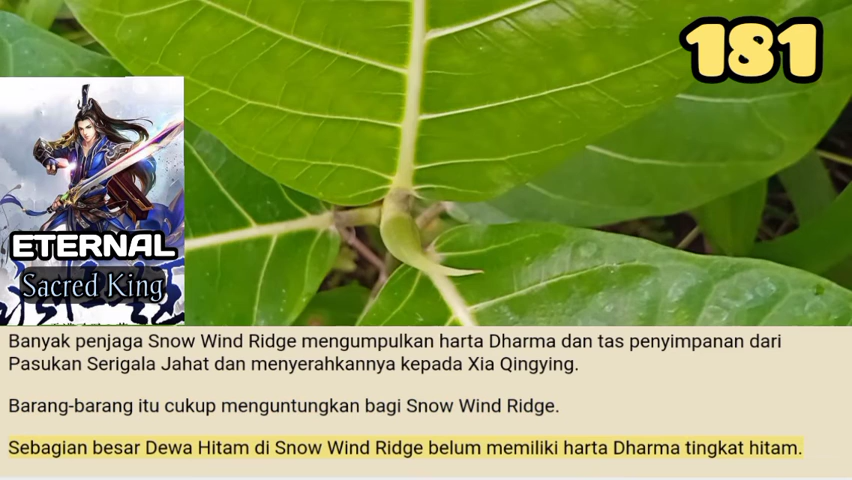 181
ETERNAL
Sacred King
Banyak penjaga Snow Wind Ridge mengumpulkan harta Dharma dan tas penyimpanan dari
Pasukan Serigala Jahat dan menyerahkannya kepada Xia Qingying.
Barang-barang itu cukup menguntungkan bagi Snow Wind Ridge.
Sebagian besar Dewa Hitam di Snow Wind Ridge belum memiliki harta Dharma tingkat hitam.